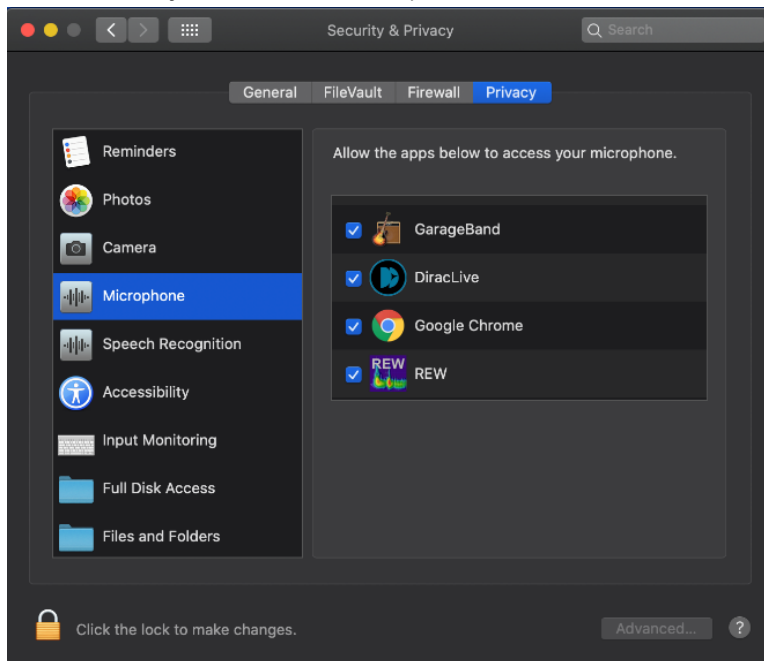 Security & Privacy
Search
General FileVault Firewall Privacy
Reminders
Photos
Camera
Microphone
Speech Recognition
Accessibility
Input Monitoring
Full Disk Access
Files and Folders
Allow the apps below to access your microphone.
GarageBand
DiracLive
Google Chrome
REW REW
Click the lock to make changes.
Advanced... ?